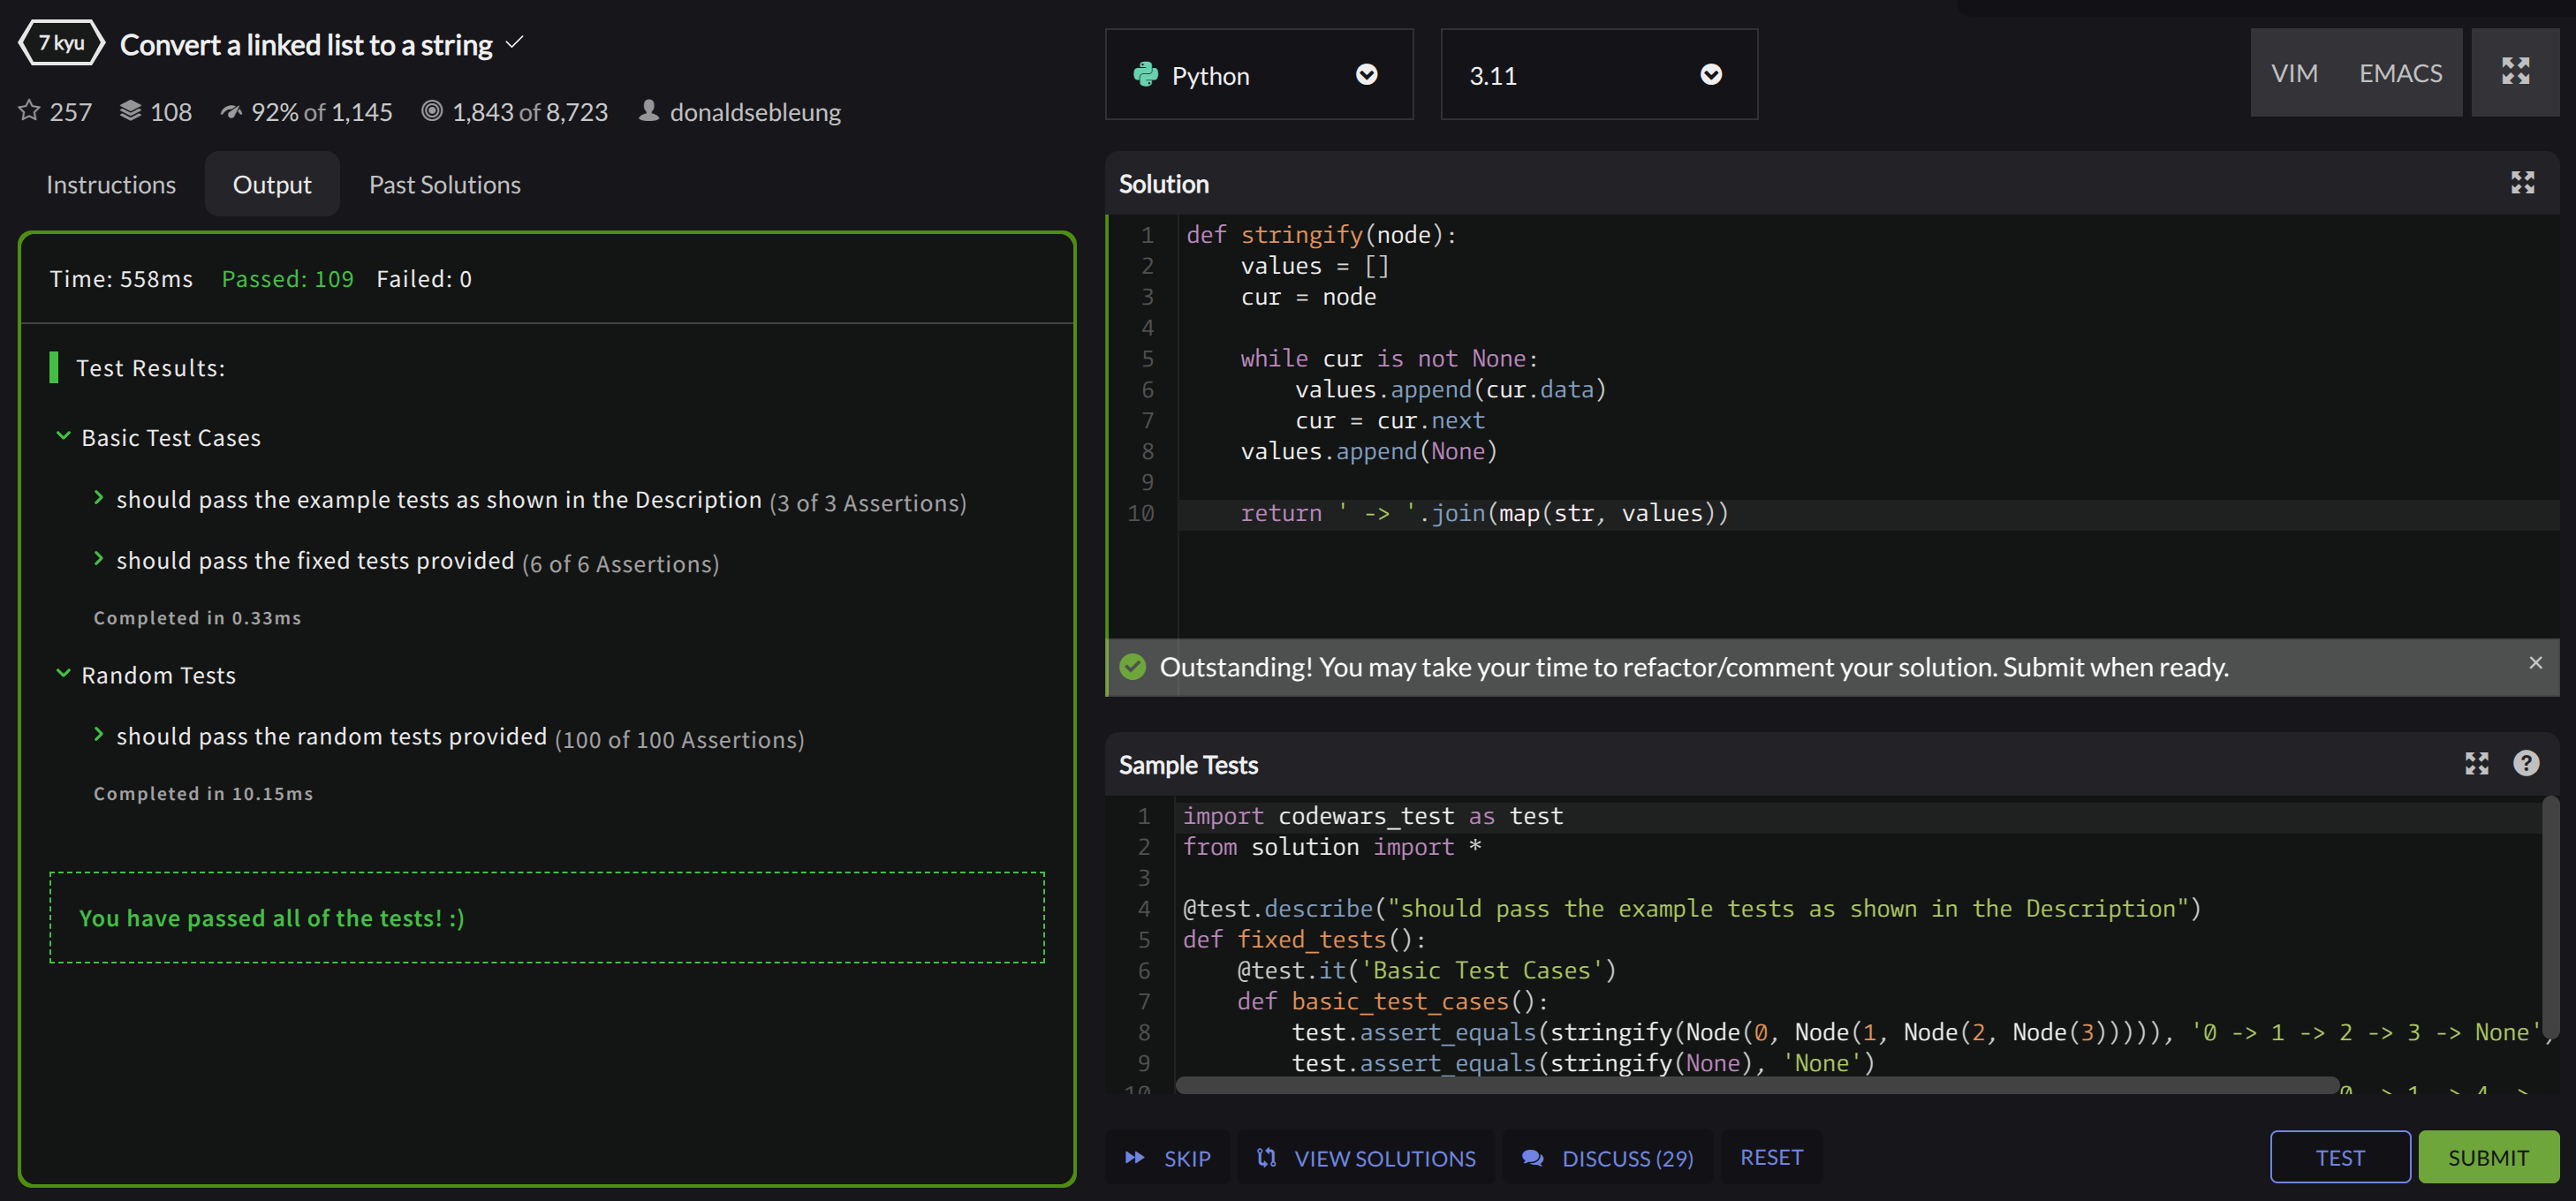 7 kyu
Convert a linked list to a string
257 108 92% of 1,145 1,843 of 8,723 donaldsebleung
Instructions Output Past Solutions
Time: 558ms Passed: 109 Failed: 0
Test Results:
Basic Test Cases
should pass the example tests as shown in the Description (3 of 3 Assertions)
should pass the fixed tests provided (6 of 6 Assertions)
Completed in 0.33ms
Random Tests
should pass the random tests provided (100 of 100 Assertions)
Completed in 10.15ms
You have passed all of the tests! :)
Python 3.11 VIM EMACS
Solution
1 def stringify(node):
2     values = []
3     cur = node
4
5     while cur is not None:
6         values.append(cur.data)
7         cur = cur.next
8     values.append(None)
9
10     return ' -> '.join(map(str, values))
Outstanding! You may take your time to refactor/comment your solution. Submit when ready.
Sample Tests
1 import codewars_test as test
2 from solution import *
3
4 @test.describe("should pass the example tests as shown in the Description")
5 def fixed_tests():
6     @test.it('Basic Test Cases')
7     def basic_test_cases():
8         test.assert_equals(stringify(Node(0, Node(1, Node(2, Node(3))))), '0 -> 1 -> 2 -> 3 -> None'
9         test.assert_equals(stringify(None), 'None')
10
SKIP VIEW SOLUTIONS DISCUSS (29) RESET TEST SUBMIT